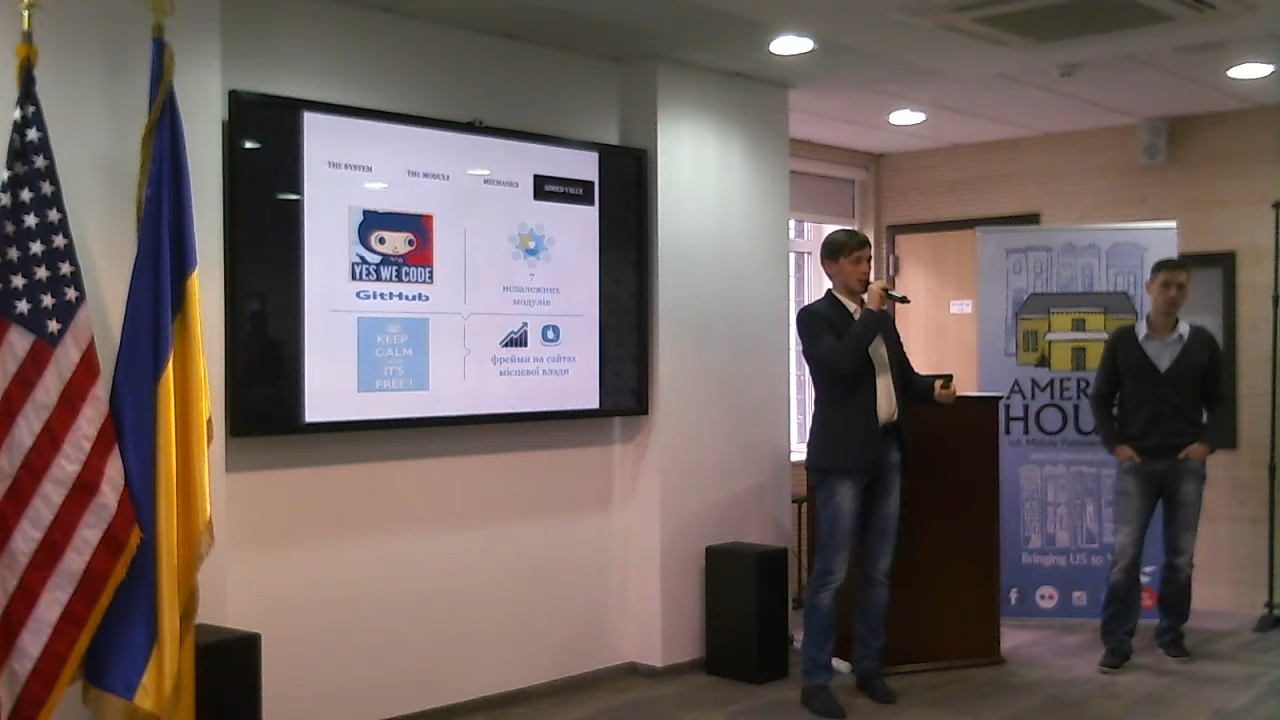 THE SYSTEM
THE MODULE
MECHANICS
ADDED VALUE
YES WE CODE
GitHub
7
незалежних
модулів
KEEP
CALM
IT'S
FREE !
фрейми на сайтах
місцевої влади
AMER
HOU
Bringing US to